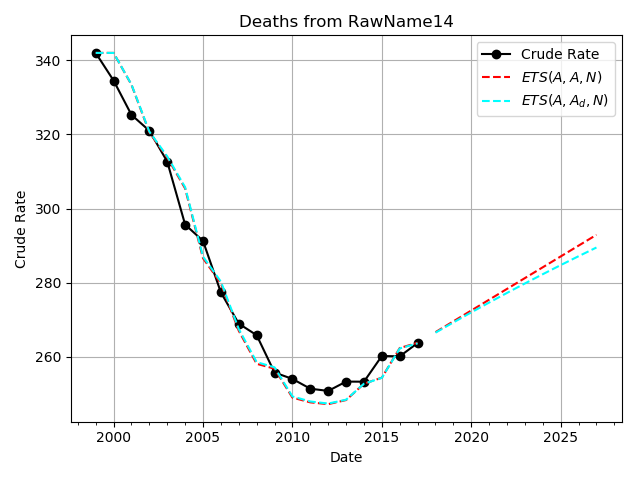 Deaths from RawName14
Crude Rate
ETS(A, A, N)
ETS(A, A_d, N)
340
320
300
280
260
Crude Rate
2000 2005 2010 2015 2020 2025
Date